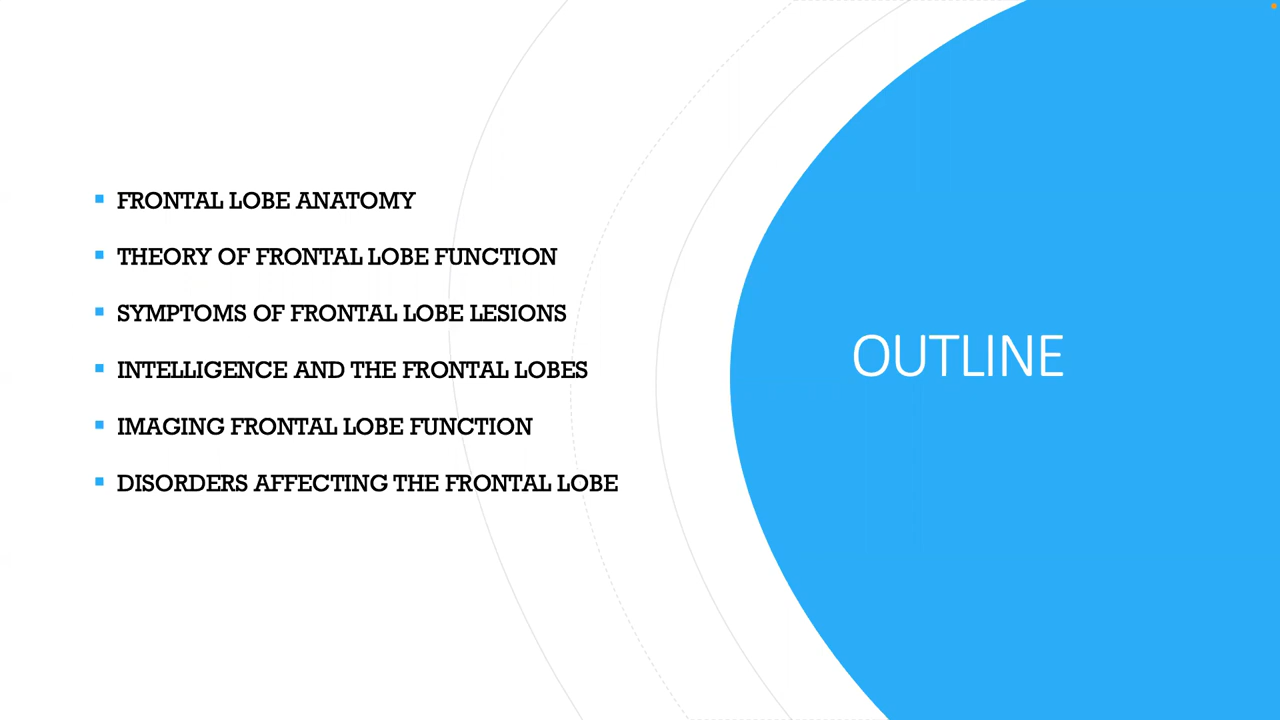 FRONTAL LOBE ANATOMY
THEORY OF FRONTAL LOBE FUNCTION
SYMPTOMS OF FRONTAL LOBE LESIONS
INTELLIGENCE AND THE FRONTAL LOBES
IMAGING FRONTAL LOBE FUNCTION
DISORDERS AFFECTING THE FRONTAL LOBE
OUTLINE